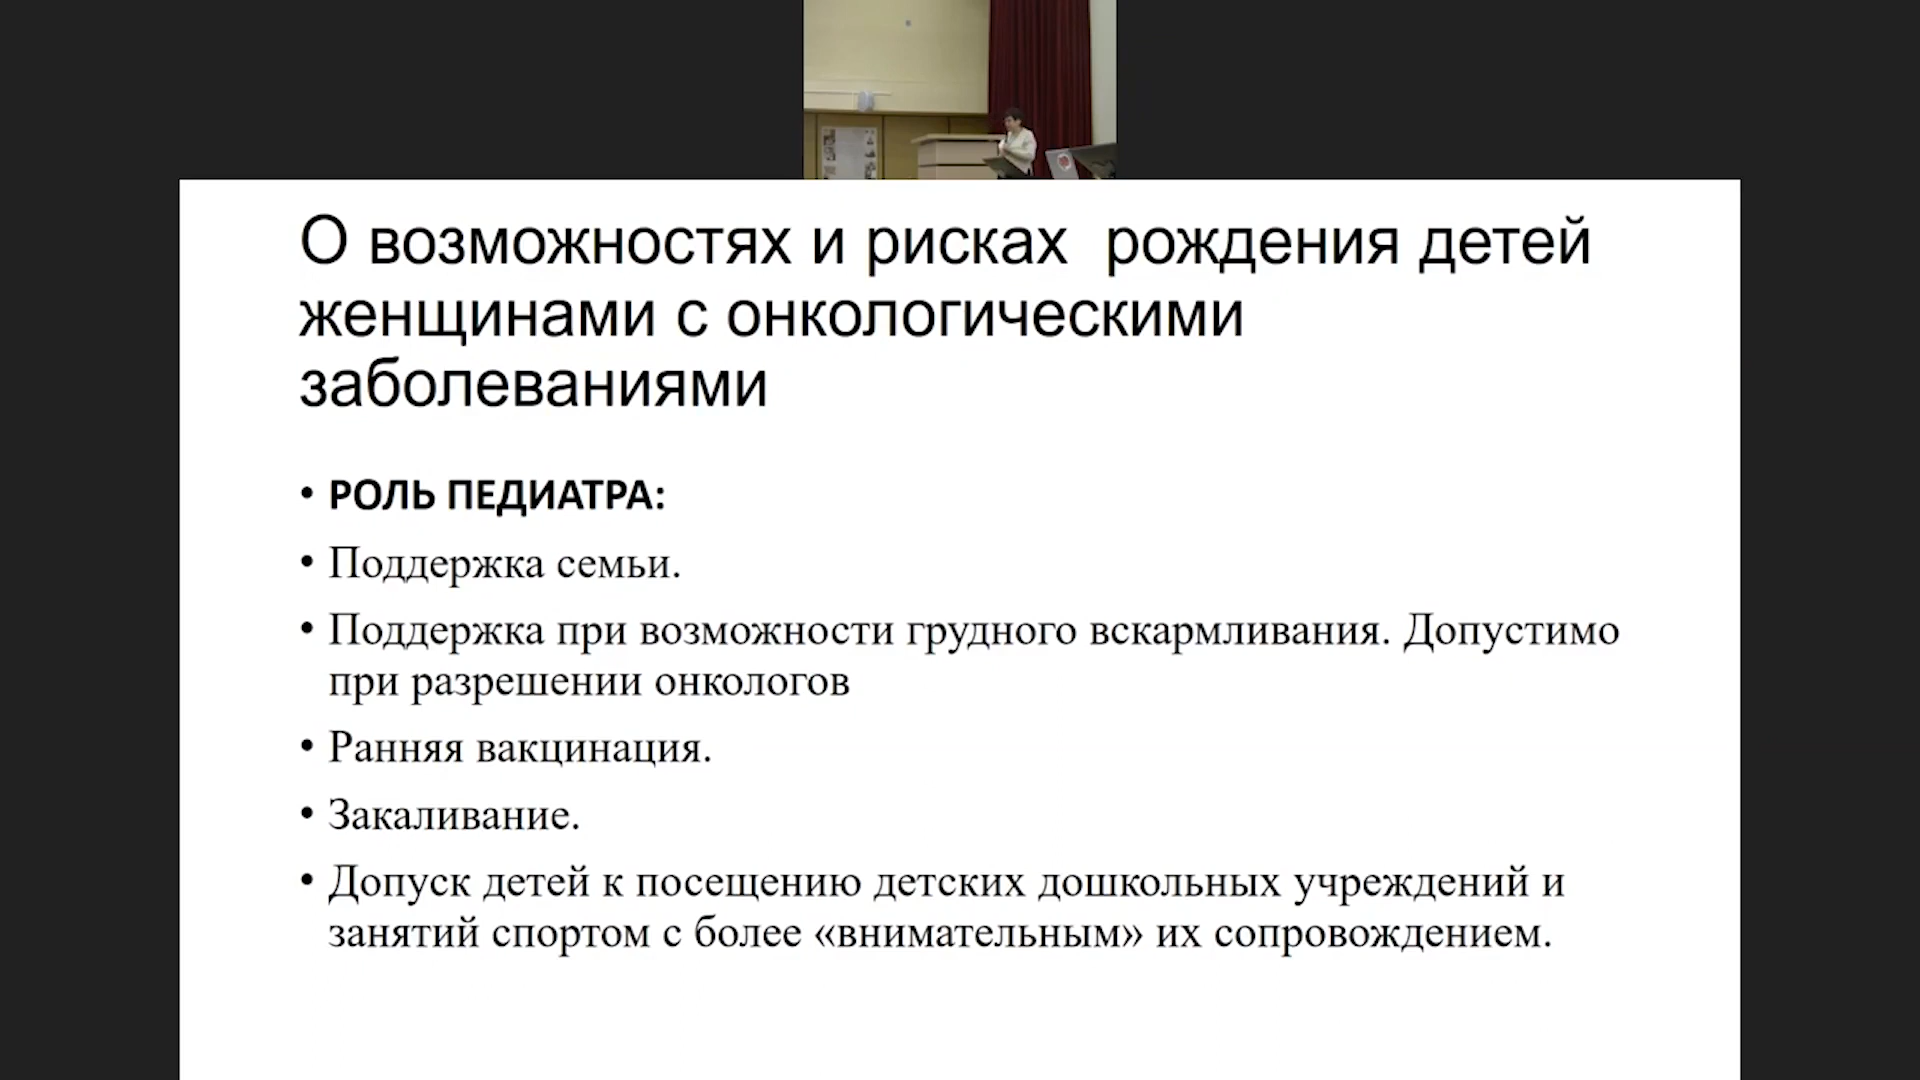 О возможностях и рисках  рождения детей
женщинами с онкологическими
заболеваниями
• РОЛЬ ПЕДИАТРА:
• Поддержка семьи.
• Поддержка при возможности грудного вскармливания. Допустимо
при разрешении онкологов
• Ранняя вакцинация.
• Закаливание.
• Допуск детей к посещению детских дошкольных учреждений и
занятий спортом с более «внимательным» их сопровождением.